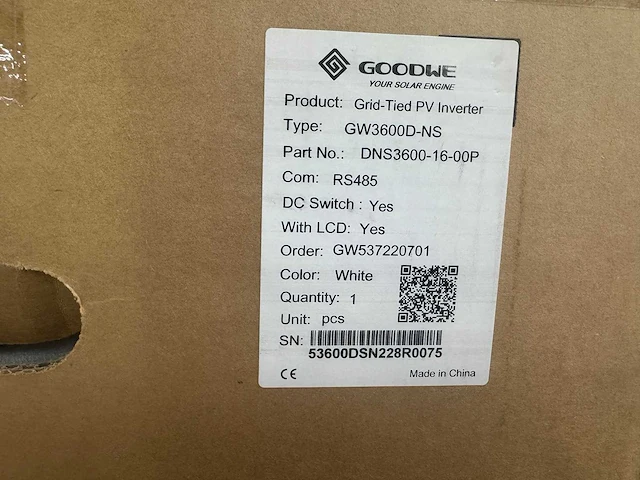 GOODWE
YOUR SOLAR ENGINE
Product: Grid-Tied PV Inverter
Type: GW3600D-NS
Part No.: DNS3600-16-00P
Com: RS485
DC Switch : Yes
With LCD: Yes
Order: GW537220701
Color: White
Quantity: 1
Unit: pcs
SN:
53600DSN228R0075
CE Made in China